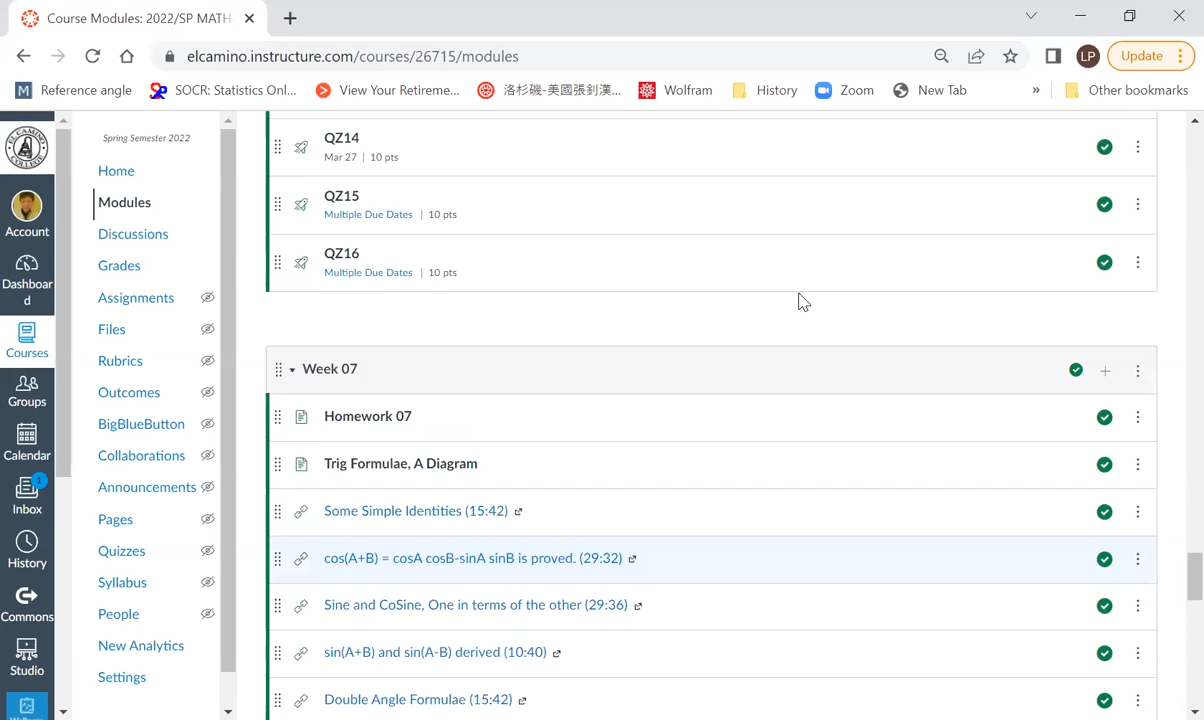 Course Modules: 2022/SP MATH-
elcamino.instructure.com/courses/26715/modules
LP
Update
M Reference angle
SOCR: Statistics Onl...
View Your Retireme...
洛杉磯-美國張釗漢...
Wolfram
History
Zoom
New Tab
»
Other bookmarks
EL CAMINO COLLEGE
Account
Dashboar
d
Courses
Groups
Calendar
1
Inbox
History
Commons
Studio
Spring Semester 2022
Home
Modules
Discussions
Grades
Assignments
Files
Rubrics
Outcomes
BigBlueButton
Collaborations
Announcements
Pages
Quizzes
Syllabus
People
New Analytics
Settings
QZ14
Mar 27 | 10 pts
QZ15
Multiple Due Dates | 10 pts
QZ16
Multiple Due Dates | 10 pts
Week 07
Homework 07
Trig Formulae, A Diagram
Some Simple Identities (15:42)
cos(A+B) = cosA cosB-sinA sinB is proved. (29:32)
Sine and CoSine, One in terms of the other (29:36)
sin(A+B) and sin(A-B) derived (10:40)
Double Angle Formulae (15:42)